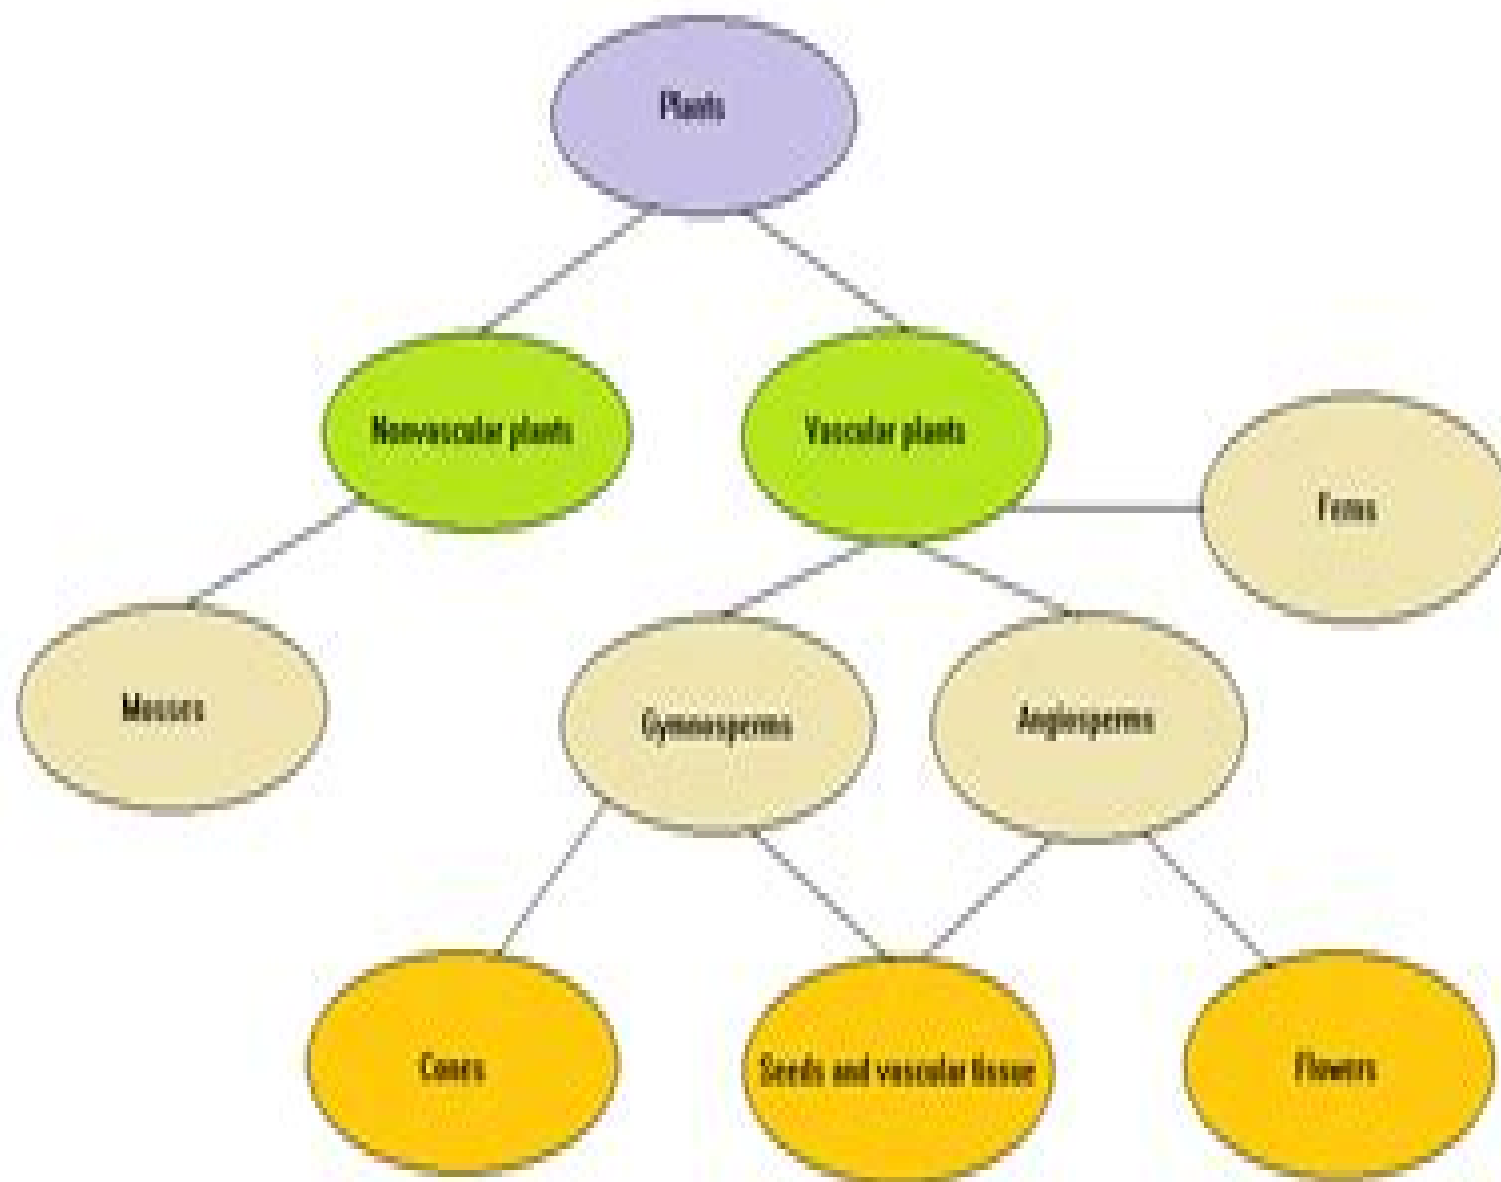 Plants
Nonvascular plants
Vascular plants
Ferns
Mosses
Gymnosperms
Angiosperms
Cones
Seeds and vascular tissue
Flowers